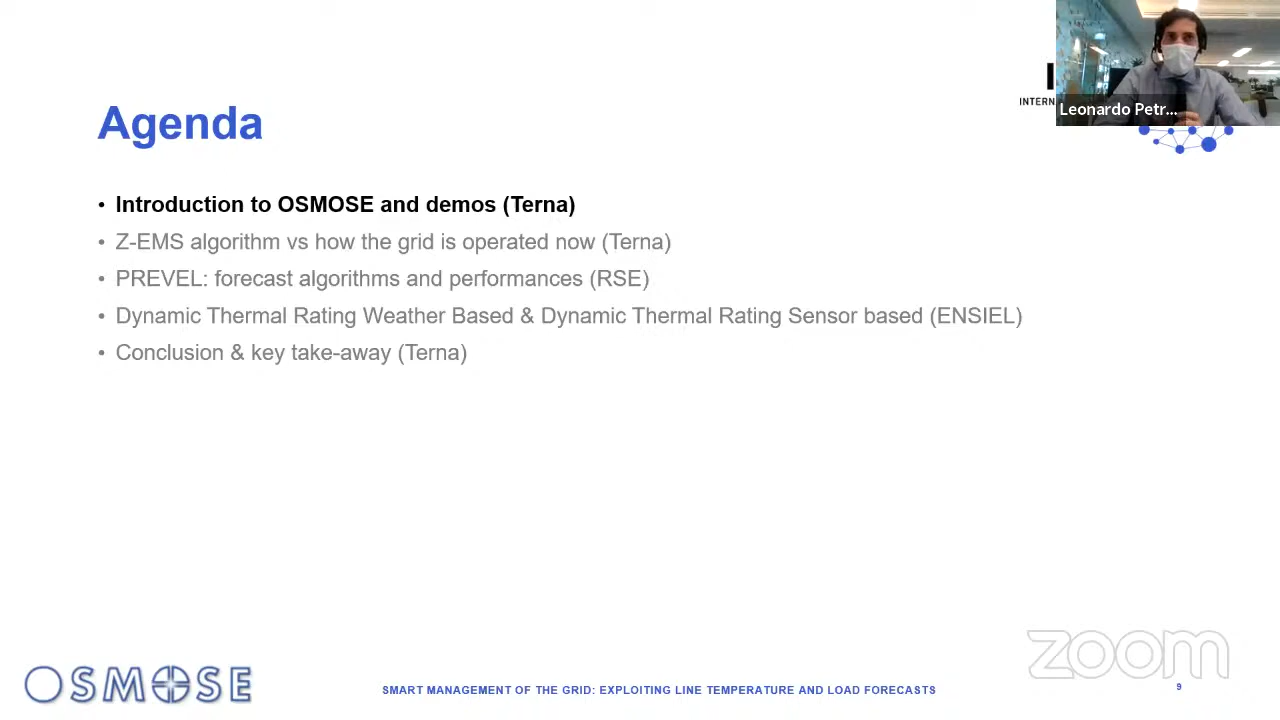 Agenda
INTERN
Leonardo Petr...
• Introduction to OSMOSE and demos (Terna)
• Z-EMS algorithm vs how the grid is operated now (Terna)
• PREVEL: forecast algorithms and performances (RSE)
• Dynamic Thermal Rating Weather Based & Dynamic Thermal Rating Sensor based (ENSIEL)
• Conclusion & key take-away (Terna)
zoom
OSMOSE
SMART MANAGEMENT OF THE GRID: EXPLOITING LINE TEMPERATURE AND LOAD FORECASTS
9